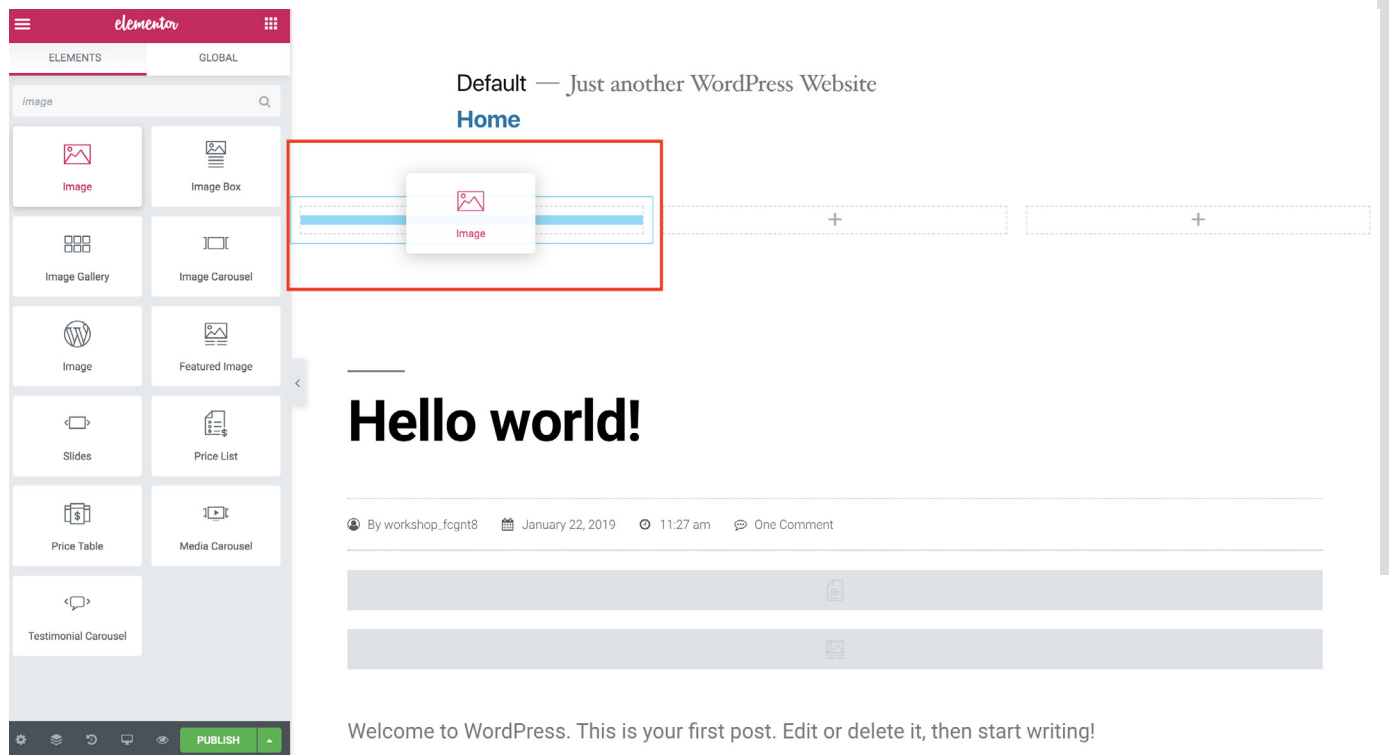 elementor
ELEMENTS GLOBAL
image
Image Image Box
Image Gallery Image Carousel
Image Featured Image
Slides Price List
Price Table Media Carousel
Testimonial Carousel
PUBLISH
Default — Just another WordPress Website
Home
Image
Hello world!
By workshop_fcgnt8 January 22, 2019 11:27 am One Comment
Welcome to WordPress. This is your first post. Edit or delete it, then start writing!